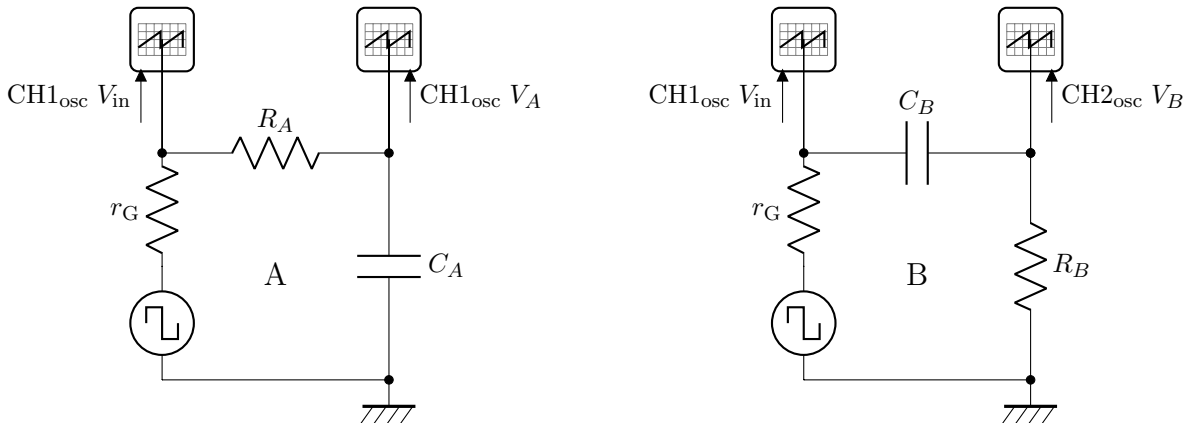 CH1osc Vin
CH1osc VA
RA
rG
A
CA
CH1osc Vin
CH2osc VB
CB
rG
B
RB